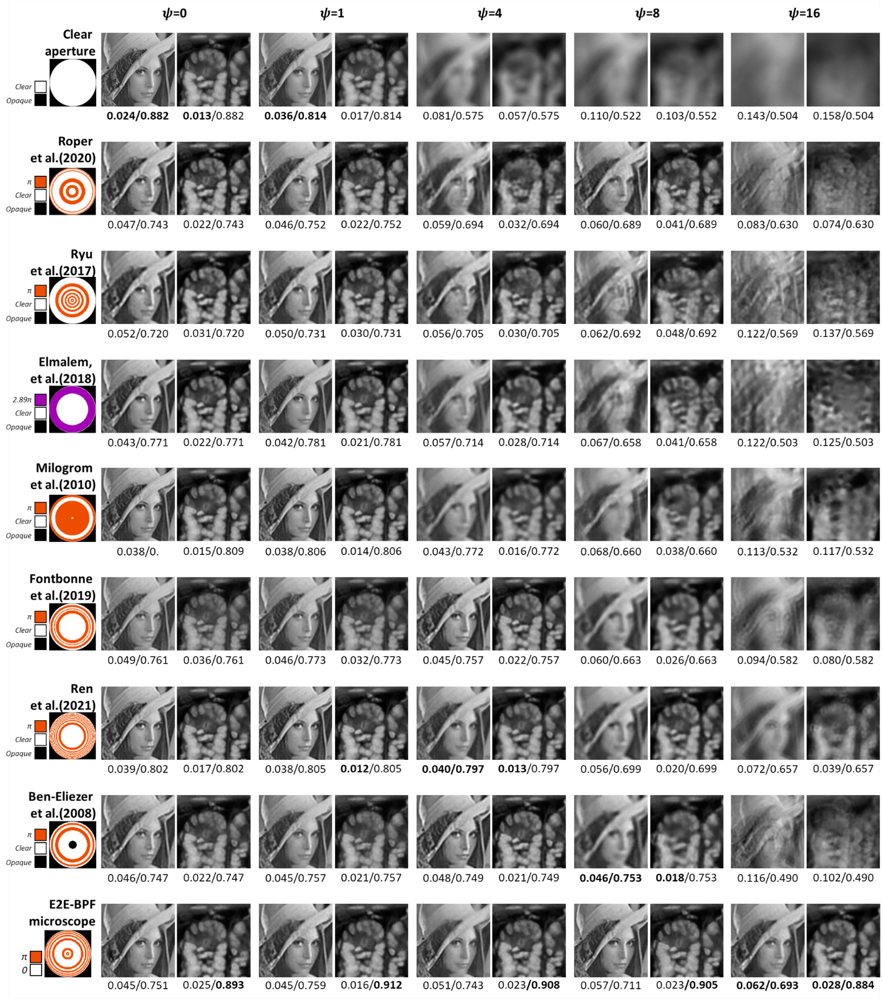 ψ=0 ψ=1 ψ=4 ψ=8 ψ=16
Clear
aperture
Clear
Opaque
0.024/0.882 0.013/0.882 0.036/0.814 0.017/0.814 0.081/0.575 0.057/0.575 0.110/0.522 0.103/0.552 0.143/0.504 0.158/0.504
Roper
et al.(2020)
π
Clear
Opaque
0.047/0.743 0.022/0.743 0.046/0.752 0.022/0.752 0.059/0.694 0.032/0.694 0.060/0.689 0.041/0.689 0.083/0.630 0.074/0.630
Ryu
et al.(2017)
π
Clear
Opaque
0.052/0.720 0.031/0.720 0.050/0.731 0.030/0.731 0.056/0.705 0.030/0.705 0.062/0.692 0.048/0.692 0.122/0.569 0.137/0.569
Elmalem,
et al.(2018)
2.89π
Clear
Opaque
0.043/0.771 0.022/0.771 0.042/0.781 0.021/0.781 0.057/0.714 0.028/0.714 0.067/0.658 0.041/0.658 0.122/0.503 0.125/0.503
Milogrom
et al.(2010)
π
Clear
Opaque
0.038/0. 0.015/0.809 0.038/0.806 0.014/0.806 0.043/0.772 0.016/0.772 0.068/0.660 0.038/0.660 0.113/0.532 0.117/0.532
Fontbonne
et al.(2019)
π
Clear
Opaque
0.049/0.761 0.036/0.761 0.046/0.773 0.032/0.773 0.045/0.757 0.022/0.757 0.060/0.663 0.026/0.663 0.094/0.582 0.080/0.582
Ren
et al.(2021)
π
Clear
Opaque
0.039/0.802 0.017/0.802 0.038/0.805 0.012/0.805 0.040/0.797 0.013/0.797 0.056/0.699 0.020/0.699 0.072/0.657 0.039/0.657
Ben-Eliezer
et al.(2008)
π
Clear
Opaque
0.046/0.747 0.022/0.747 0.045/0.757 0.021/0.757 0.048/0.749 0.021/0.749 0.046/0.753 0.018/0.753 0.116/0.490 0.102/0.490
E2E-BPF
microscope
π
0
0.045/0.751 0.025/0.893 0.045/0.759 0.016/0.912 0.051/0.743 0.023/0.908 0.057/0.711 0.023/0.905 0.062/0.693 0.028/0.884